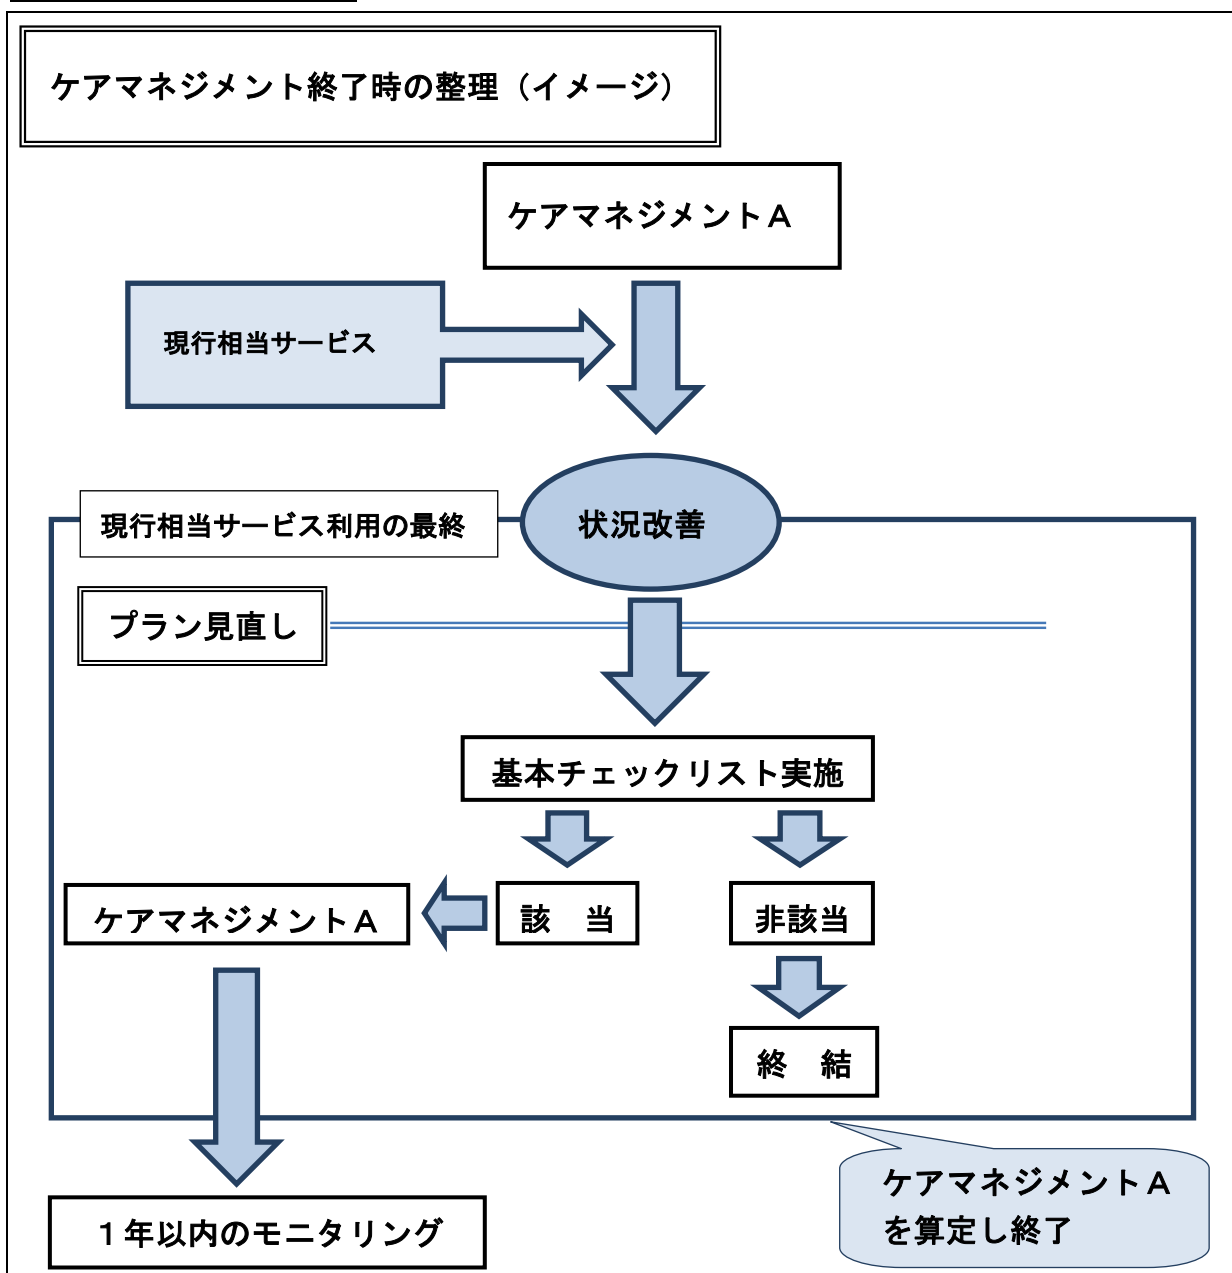 ケアマネジメント終了時の整理（イメージ）
ケアマネジメントＡ
現行相当サービス
状況改善
現行相当サービス利用の最終
プラン見直し
基本チェックリスト実施
ケアマネジメントＡ
該　当
非該当
終　結
ケアマネジメントＡ
を算定し終了
１年以内のモニタリング